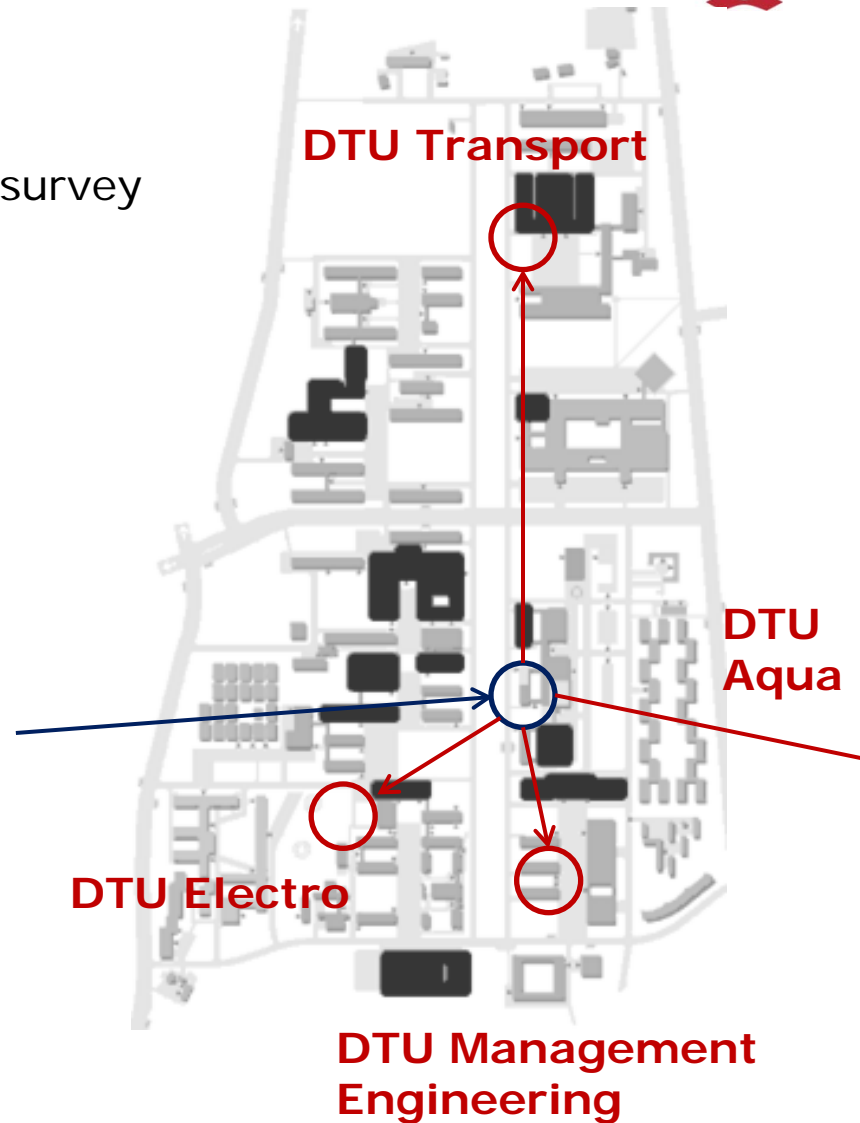 DTU Transport
survey
DTU
Aqua
DTU Electro
DTU Management
Engineering